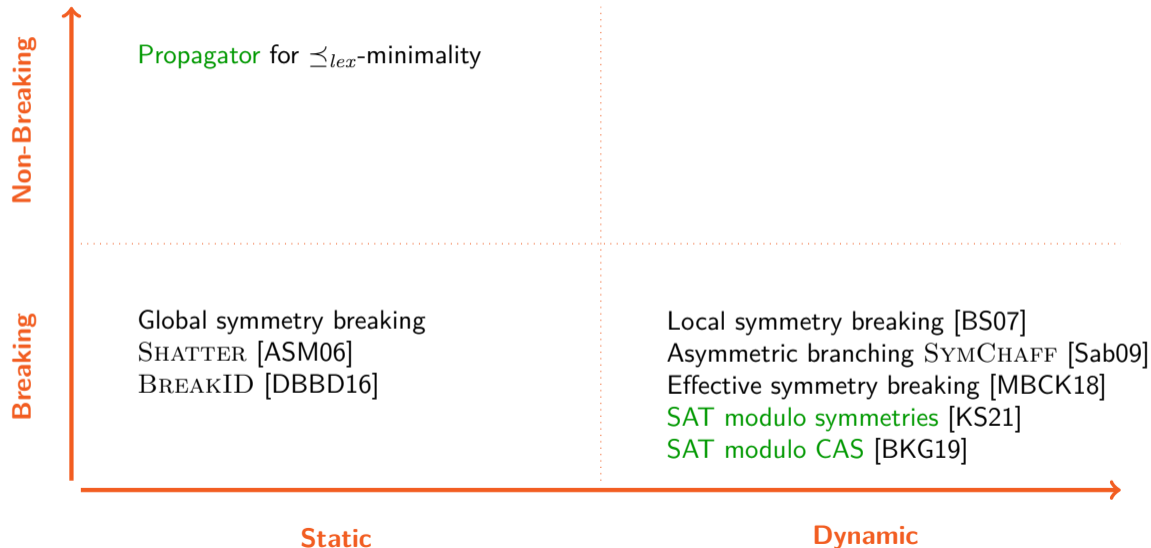 Non-Breaking
Propagator for ⪯lex-minimality
Breaking
Global symmetry breaking
SHATTER [ASM06]
BREAKID [DBBD16]
Local symmetry breaking [BS07]
Asymmetric branching SYMCHAFF [Sab09]
Effective symmetry breaking [MBCK18]
SAT modulo symmetries [KS21]
SAT modulo CAS [BKG19]
Static
Dynamic